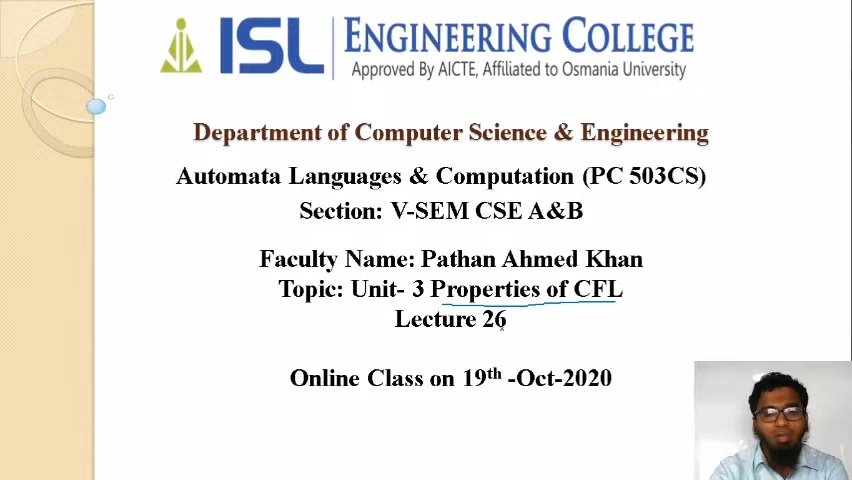 ISL ENGINEERING COLLEGE
Approved By AICTE, Affiliated to Osmania University
Department of Computer Science & Engineering
Automata Languages & Computation (PC 503CS)
Section: V-SEM CSE A&B
Faculty Name: Pathan Ahmed Khan
Topic: Unit- 3 Properties of CFL
Lecture 26
Online Class on 19th -Oct-2020